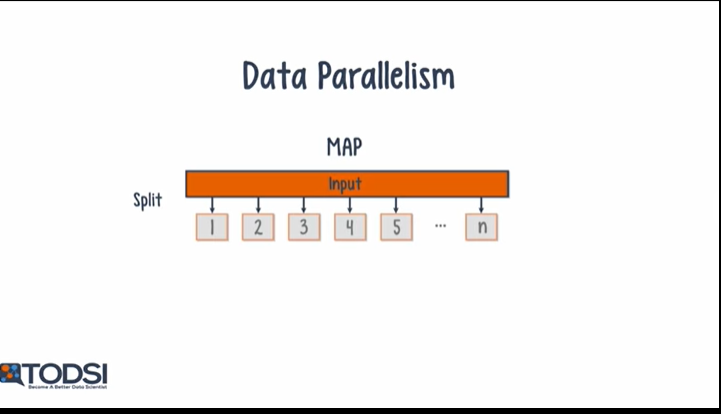 Data Parallelism
MAP
Input
Split
1 2 3 4 5 ... n
TODSI
Become A Better Data Scientist